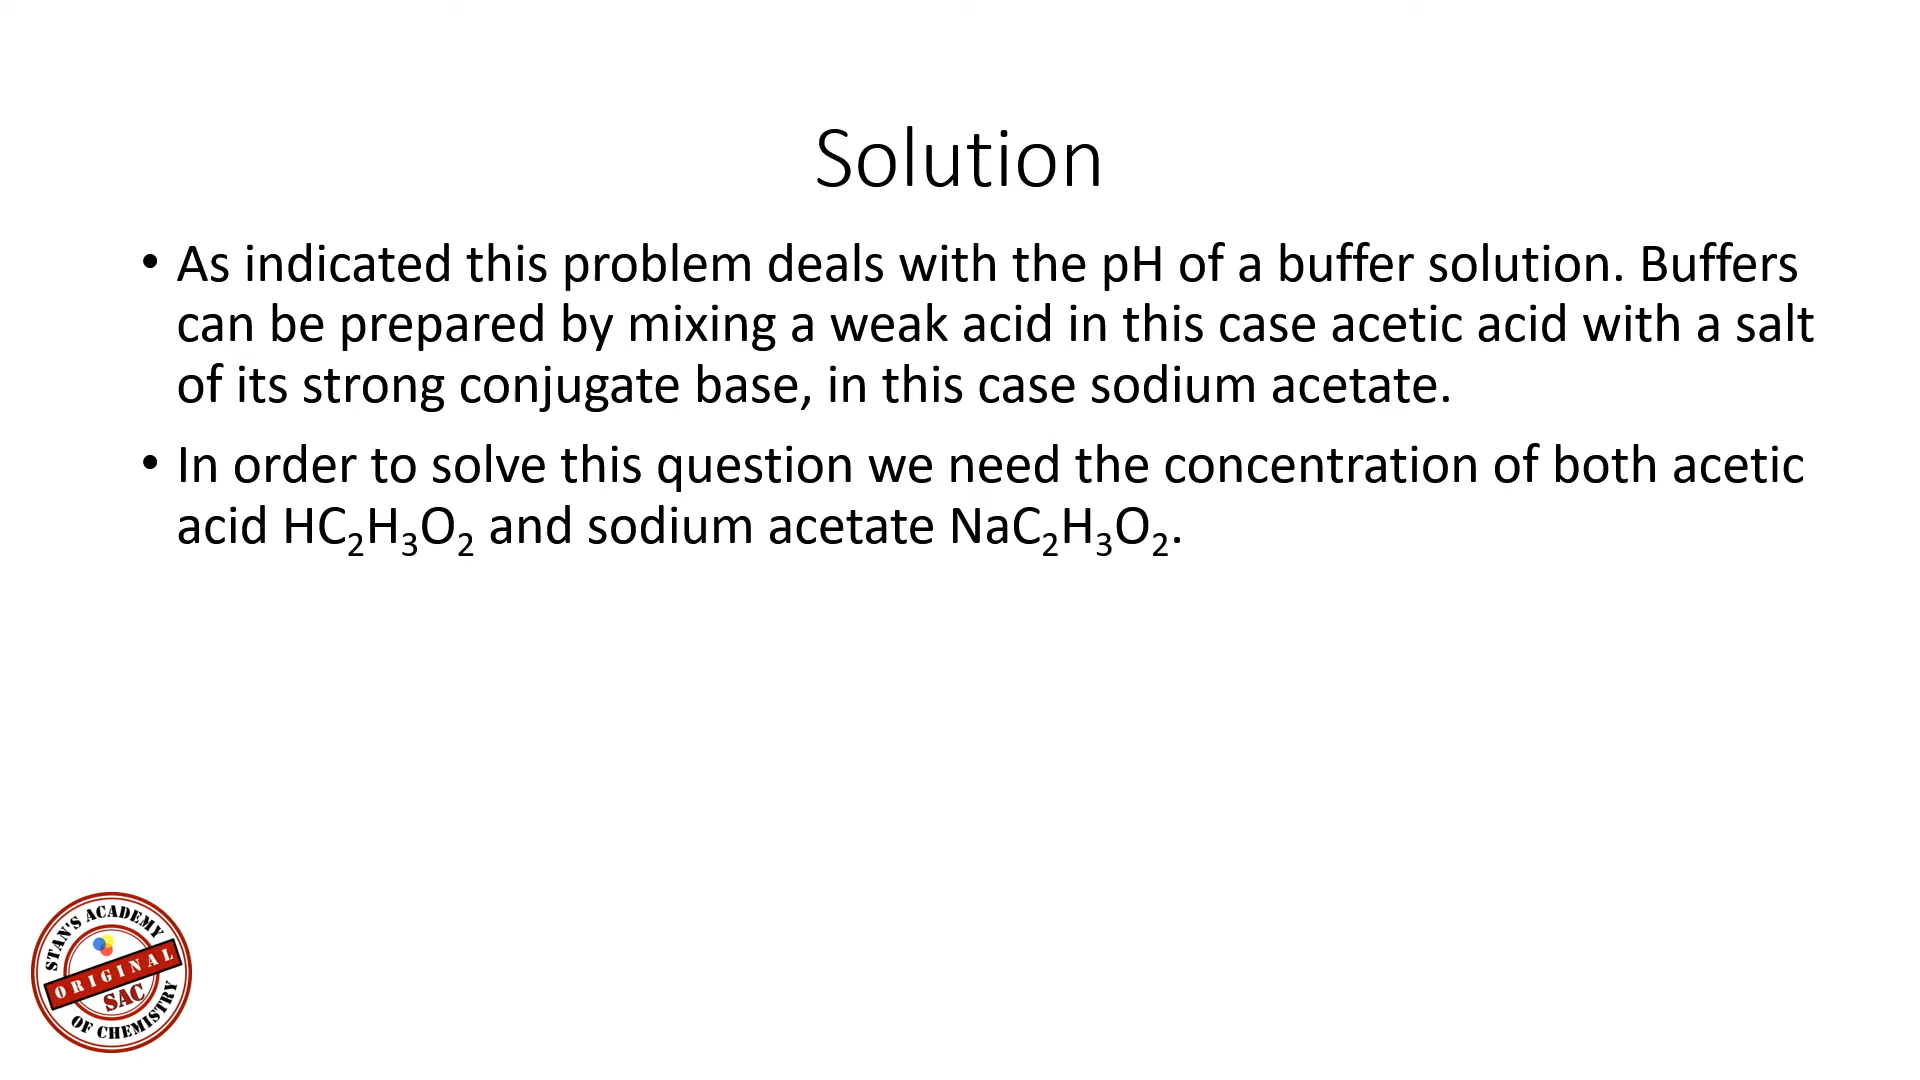 Solution
• As indicated this problem deals with the pH of a buffer solution. Buffers
can be prepared by mixing a weak acid in this case acetic acid with a salt
of its strong conjugate base, in this case sodium acetate.
• In order to solve this question we need the concentration of both acetic
acid HC₂H₃O₂ and sodium acetate NaC₂H₃O₂.
STAN'S ACADEMY
ORIGINAL
SAC
OF CHEMISTRY